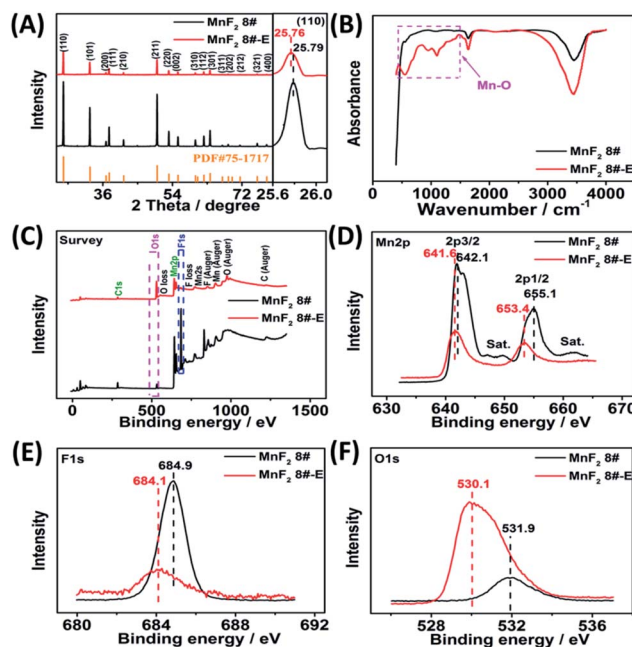 (A)
MnF2 8#
MnF2 8#-E
(110)
(101)
(200)
(111)
(210)
(211)
(220)
(002)
(310)
(112)
(301)
(311)
(202)
(212)
(321)
(400)
(110)
25.76
25.79
PDF#75-1717
36 54 72 25.6 26.0
2 Theta / degree
Intensity
(B)
Mn-O
MnF2 8#
MnF2 8#-E
0 1000 2000 3000 4000
Wavenumber / cm-1
Absorbance
(C)
Survey
C1s
O1s
O loss
Mn2p
F1s
F loss
Mn2s
F (Auger)
Mn (Auger)
O (Auger)
C (Auger)
MnF2 8#
MnF2 8#-E
0 500 1000 1500
Binding energy / eV
Intensity
(D)
Mn2p
MnF2 8#
MnF2 8#-E
2p3/2
641.6
642.1
2p1/2
655.1
653.4
Sat.
Sat.
632 640 648 656 664
Binding energy / eV
Intensity
(E)
F1s
MnF2 8#
MnF2 8#-E
684.9
684.1
680 684 688 692
Binding energy / eV
Intensity
(F)
O1s
MnF2 8#
MnF2 8#-E
530.1
531.9
528 532 536
Binding energy / eV
Intensity